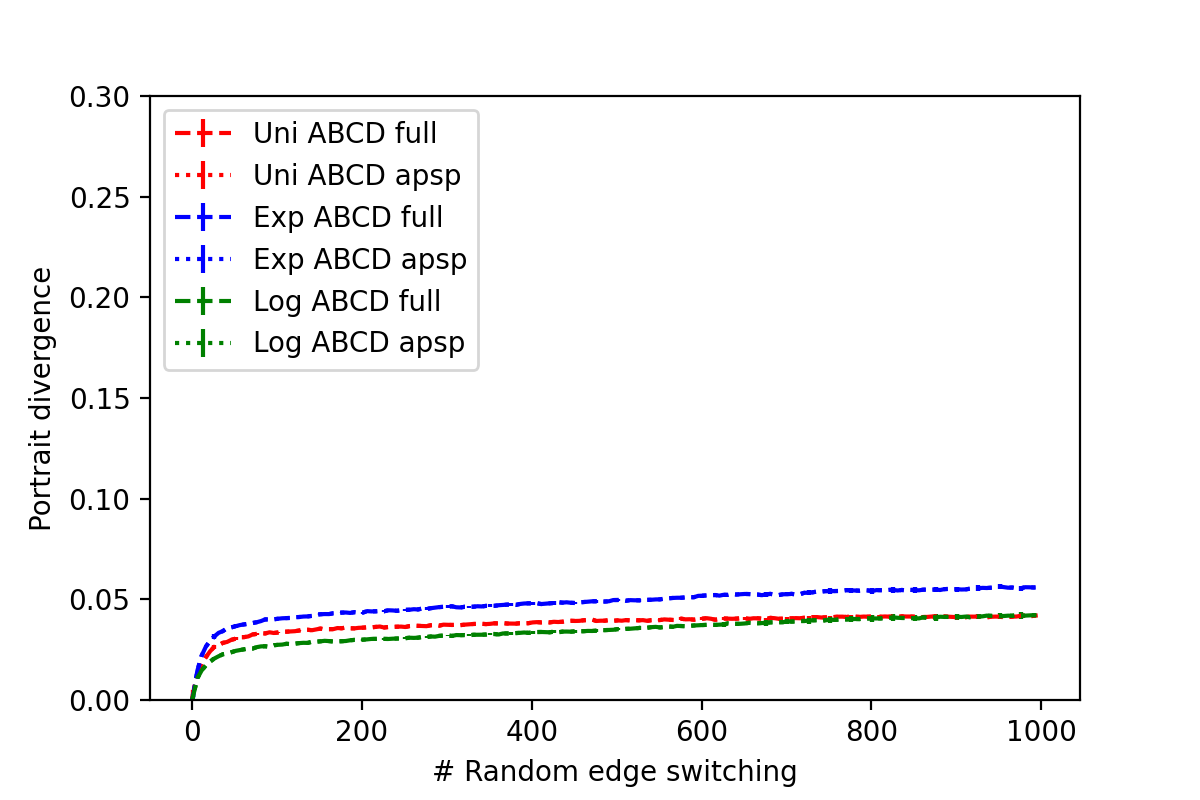 0.30
0.25
0.20
0.15
0.10
0.05
0.00
Portrait divergence
Uni ABCD full
Uni ABCD apsp
Exp ABCD full
Exp ABCD apsp
Log ABCD full
Log ABCD apsp
0 200 400 600 800 1000
# Random edge switching